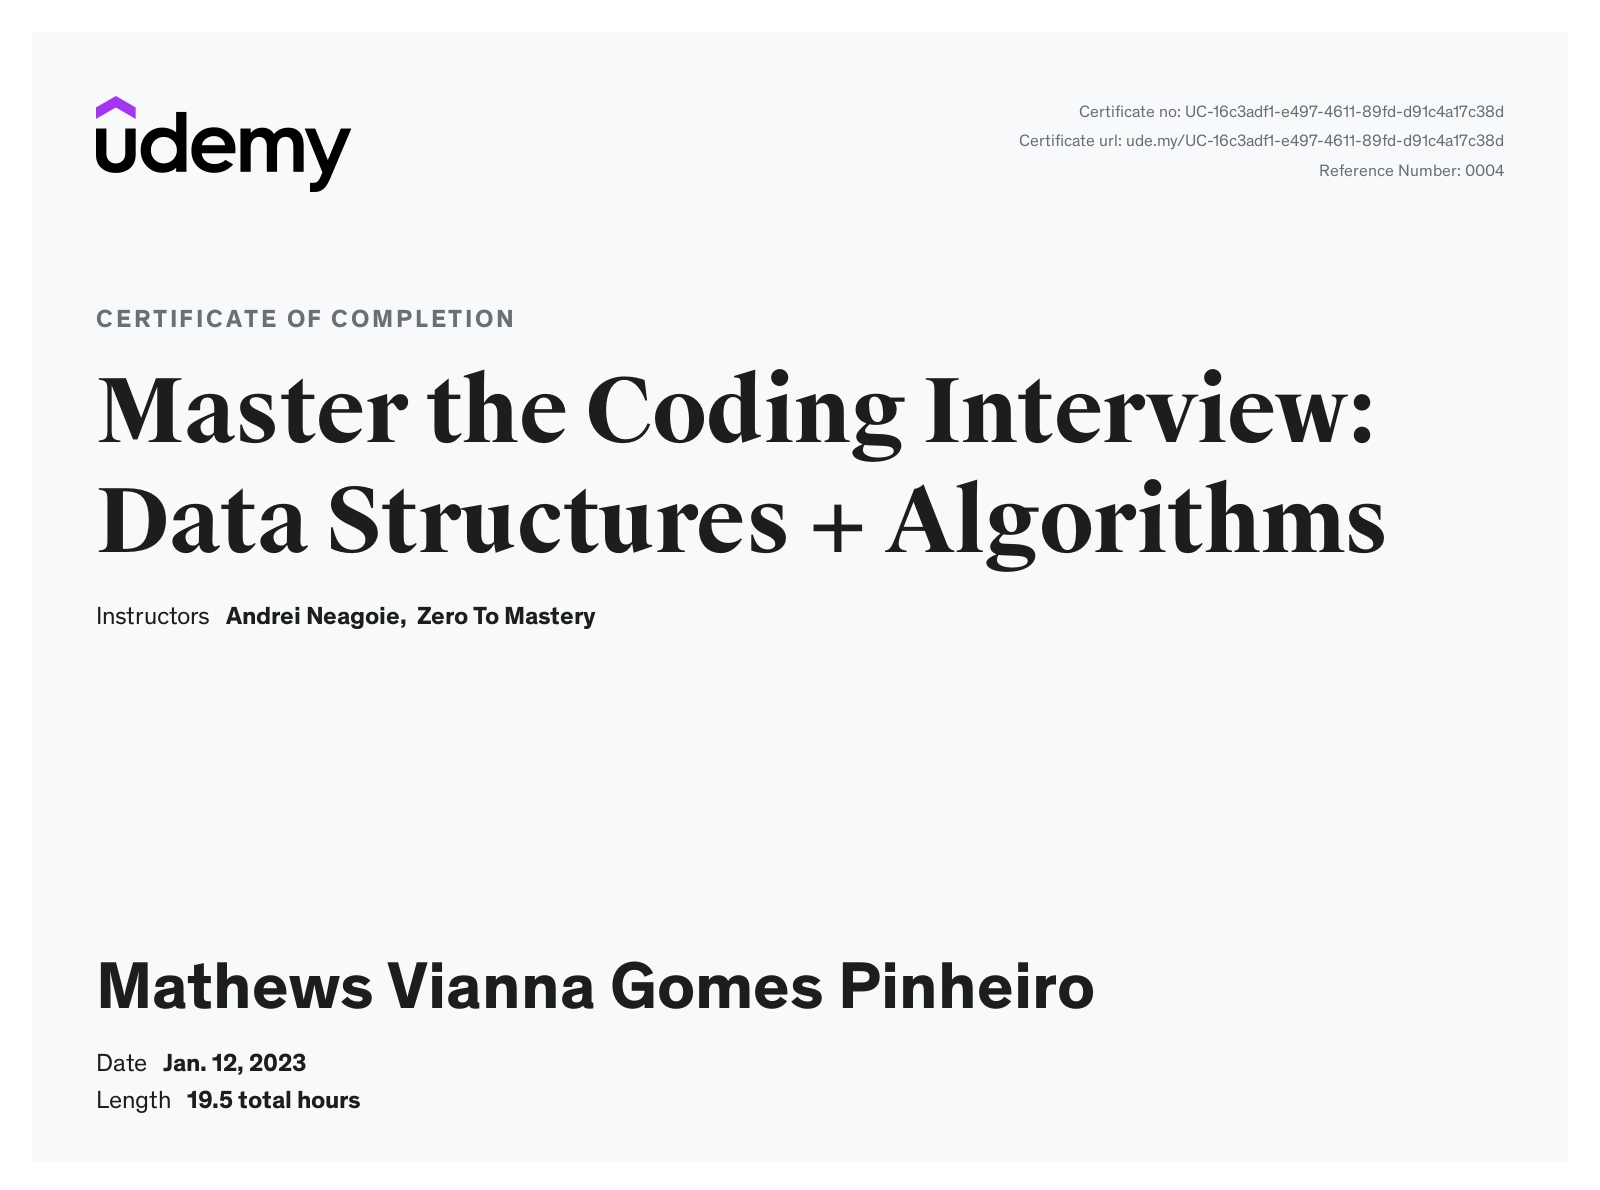 udemy
Certificate no: UC-16c3adf1-e497-4611-89fd-d91c4a17c38d
Certificate url: ude.my/UC-16c3adf1-e497-4611-89fd-d91c4a17c38d
Reference Number: 0004
CERTIFICATE OF COMPLETION
Master the Coding Interview:
Data Structures + Algorithms
Instructors Andrei Neagoie, Zero To Mastery
Mathews Vianna Gomes Pinheiro
Date Jan. 12, 2023
Length 19.5 total hours